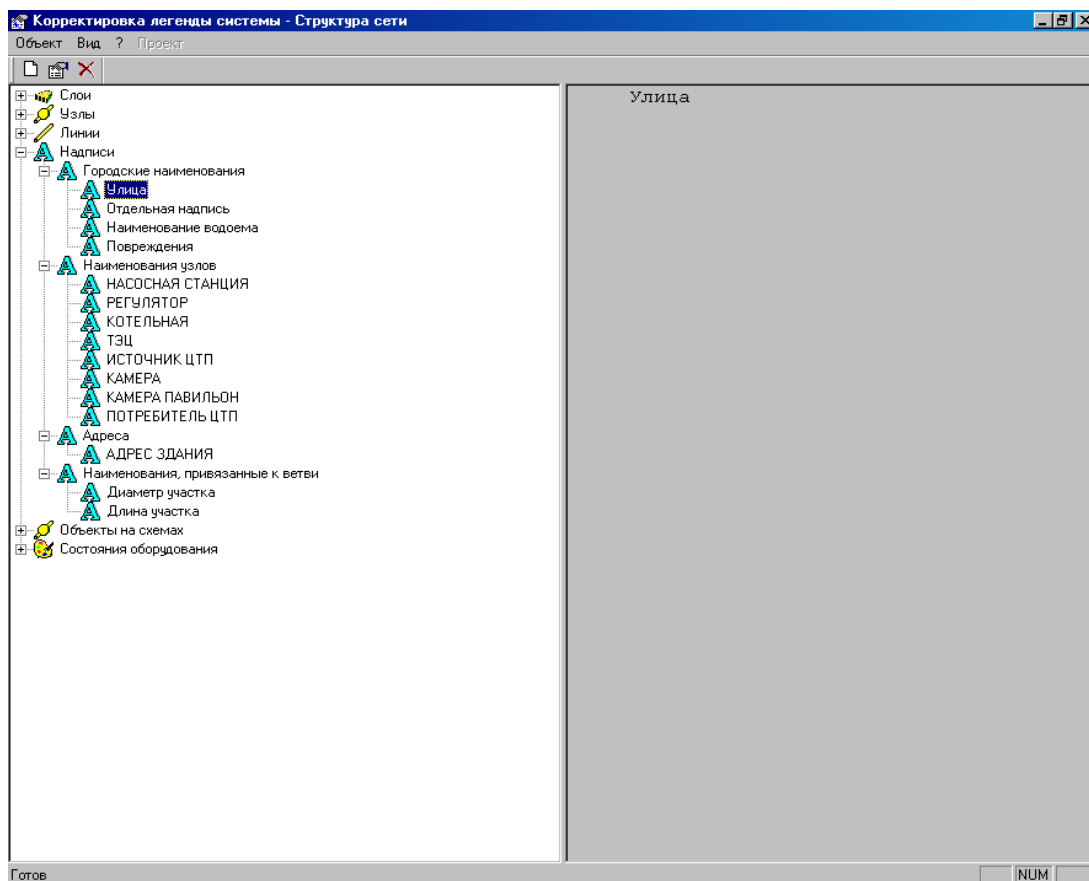 Корректировка легенды системы - Структура сети
Объект Вид ? Проект
Слои
Узлы
Линии
Надписи
Городские наименования
Улица
Отдельная надпись
Наименование водоема
Повреждения
Наименования узлов
НАСОСНАЯ СТАНЦИЯ
РЕГУЛЯТОР
КОТЕЛЬНАЯ
ТЭЦ
ИСТОЧНИК ЦТП
КАМЕРА
КАМЕРА ПАВИЛЬОН
ПОТРЕБИТЕЛЬ ЦТП
Адреса
АДРЕС ЗДАНИЯ
Наименования, привязанные к ветви
Диаметр участка
Длина участка
Объекты на схемах
Состояния оборудования
Улица
Готов NUM